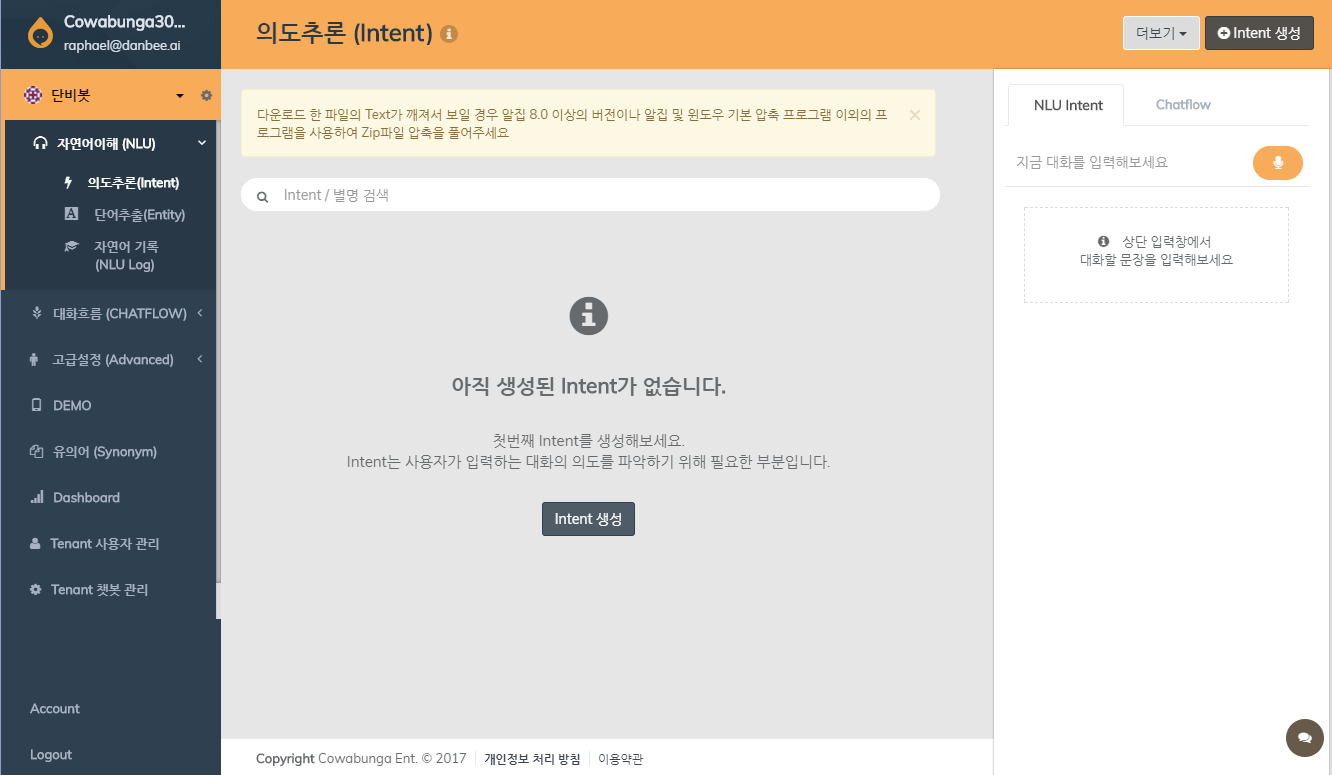 Cowabunga30...
raphael@danbee.ai
단비봇
자연어이해 (NLU)
의도추론(Intent)
단어추출(Entity)
자연어 기록
(NLU Log)
대화흐름 (CHATFLOW)
고급설정 (Advanced)
DEMO
유의어 (Synonym)
Dashboard
Tenant 사용자 관리
Tenant 챗봇 관리
Account
Logout
의도추론 (Intent)
더보기
Intent 생성
다운로드 한 파일의 Text가 깨져서 보일 경우 알집 8.0 이상의 버전이나 알집 및 윈도우 기본 압축 프로그램 이외의 프
로그램을 사용하여 Zip파일 압축을 풀어주세요
Intent / 별명 검색
아직 생성된 Intent가 없습니다.
첫번째 Intent를 생성해보세요.
Intent는 사용자가 입력하는 대화의 의도를 파악하기 위해 필요한 부분입니다.
Intent 생성
NLU Intent Chatflow
지금 대화를 입력해보세요
상단 입력창에서
대화할 문장을 입력해보세요
Copyright Cowabunga Ent. © 2017 개인정보 처리 방침 이용약관